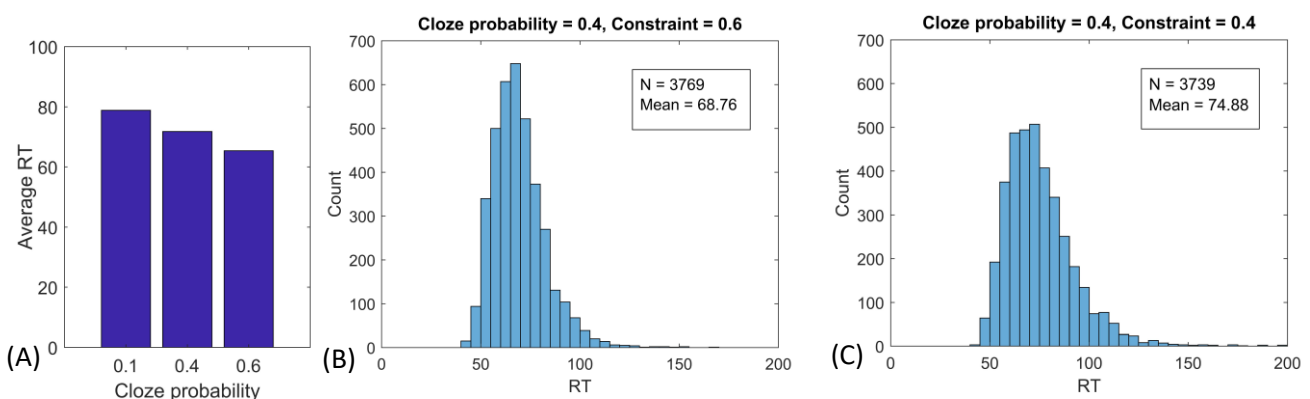 100
80
60
40
20
0
Average RT
0.1 0.4 0.6
Cloze probability
(A)
Cloze probability = 0.4, Constraint = 0.6
700
600
500
400
300
200
100
0
Count
N = 3769
Mean = 68.76
0 50 100 150 200
RT
(B)
Cloze probability = 0.4, Constraint = 0.4
700
600
500
400
300
200
100
0
Count
N = 3739
Mean = 74.88
0 50 100 150 200
RT
(C)